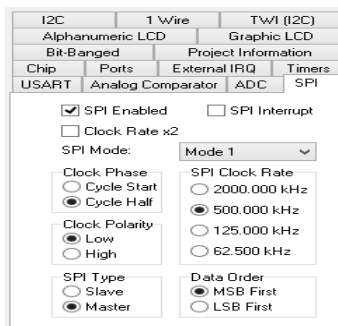 I2C 1 Wire TWI (I2C)
Alphanumeric LCD Graphic LCD
Bit-Banged Project Information
Chip Ports External IRQ Timers
USART Analog Comparator ADC SPI
SPI Enabled SPI Interrupt
Clock Rate x2
SPI Mode: Mode 1
Clock Phase SPI Clock Rate
Cycle Start 2000.000 kHz
Cycle Half 500.000 kHz
Clock Polarity 125.000 kHz
Low 62.500 kHz
High
SPI Type Data Order
Slave MSB First
Master LSB First